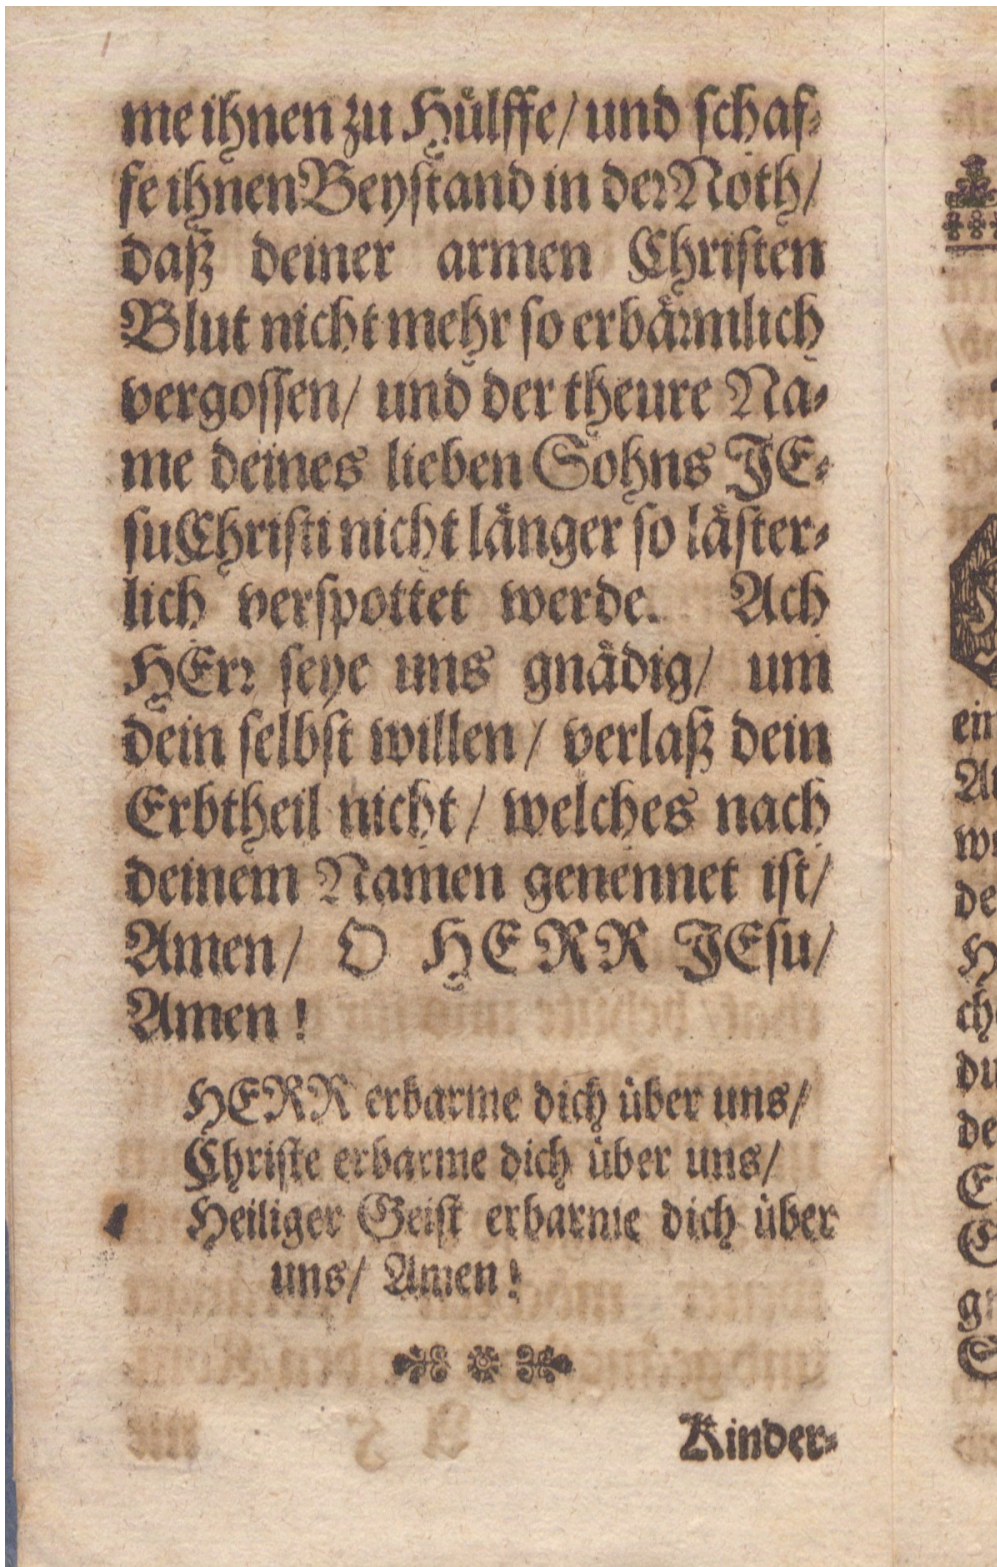 me ihnen zu Hülffe/ und schaf-
fe ihnen Beystand in der Noth/
daß deiner armen Christen
Blut nicht mehr so erbärmlich
vergossen/ und der theure Na-
me deines lieben Sohns JE-
su Christi nicht länger so läster-
lich verspottet werde. Ach
HErr seye uns gnädig/ um
dein selbst willen/ verlaß dein
Erbtheil nicht/ welches nach
deinem Namen genennet ist/
Amen/ O HERR JEsu/
Amen!
HERR erbarme dich über uns/
Christe erbarme dich über uns/
Heiliger Geist erbarme dich über
uns/ Amen!
Kinder-